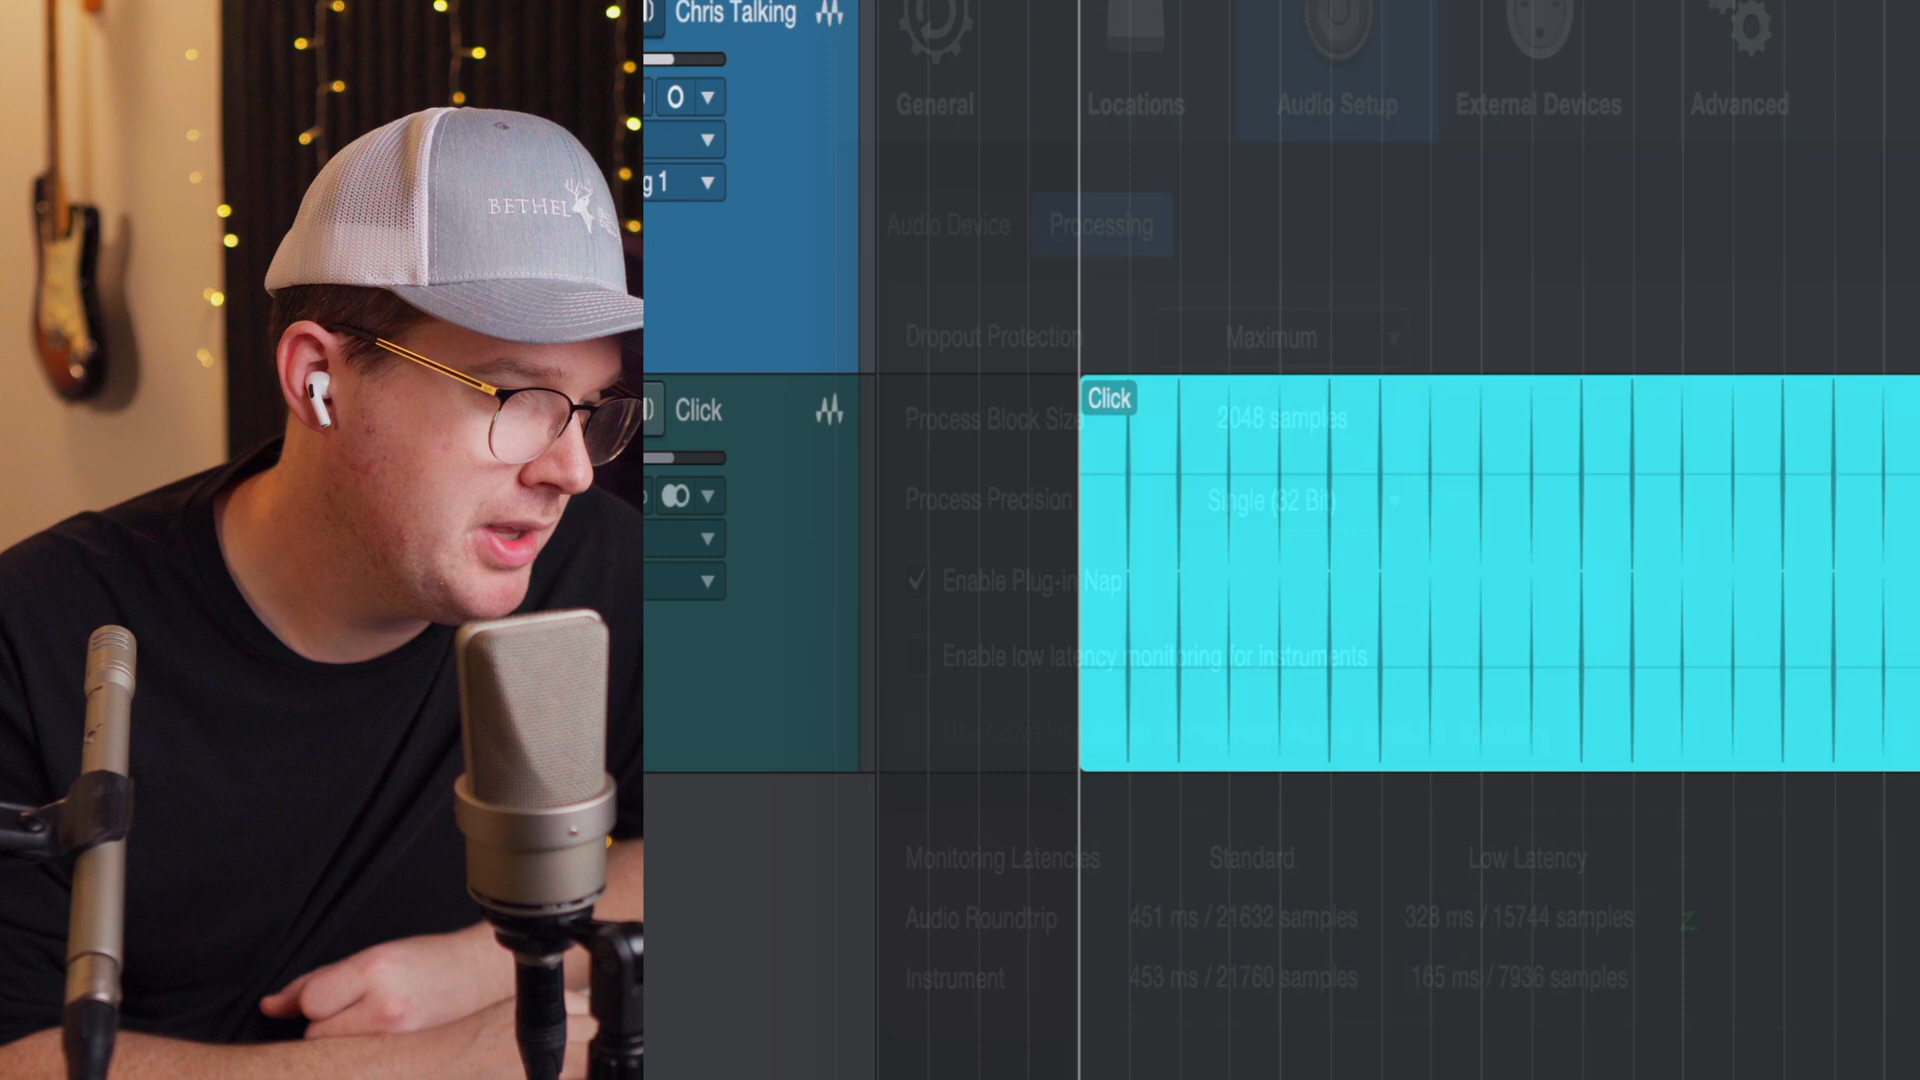 BETHEL
Chris Talking
O
g 1
Click
General
Locations
Audio Setup
External Devices
Advanced
Audio Device
Processing
Dropout Protection
Maximum
Click
Process Block Size
2048 samples
Process Precision
Single (32 Bit)
Enable Plug-in Nap
Enable low latency monitoring for instruments
Monitoring Latencies
Standard
Low Latency
Audio Roundtrip
451 ms / 21632 samples
328 ms / 15744 samples
Z
Instrument
453 ms / 21760 samples
165 ms / 7936 samples